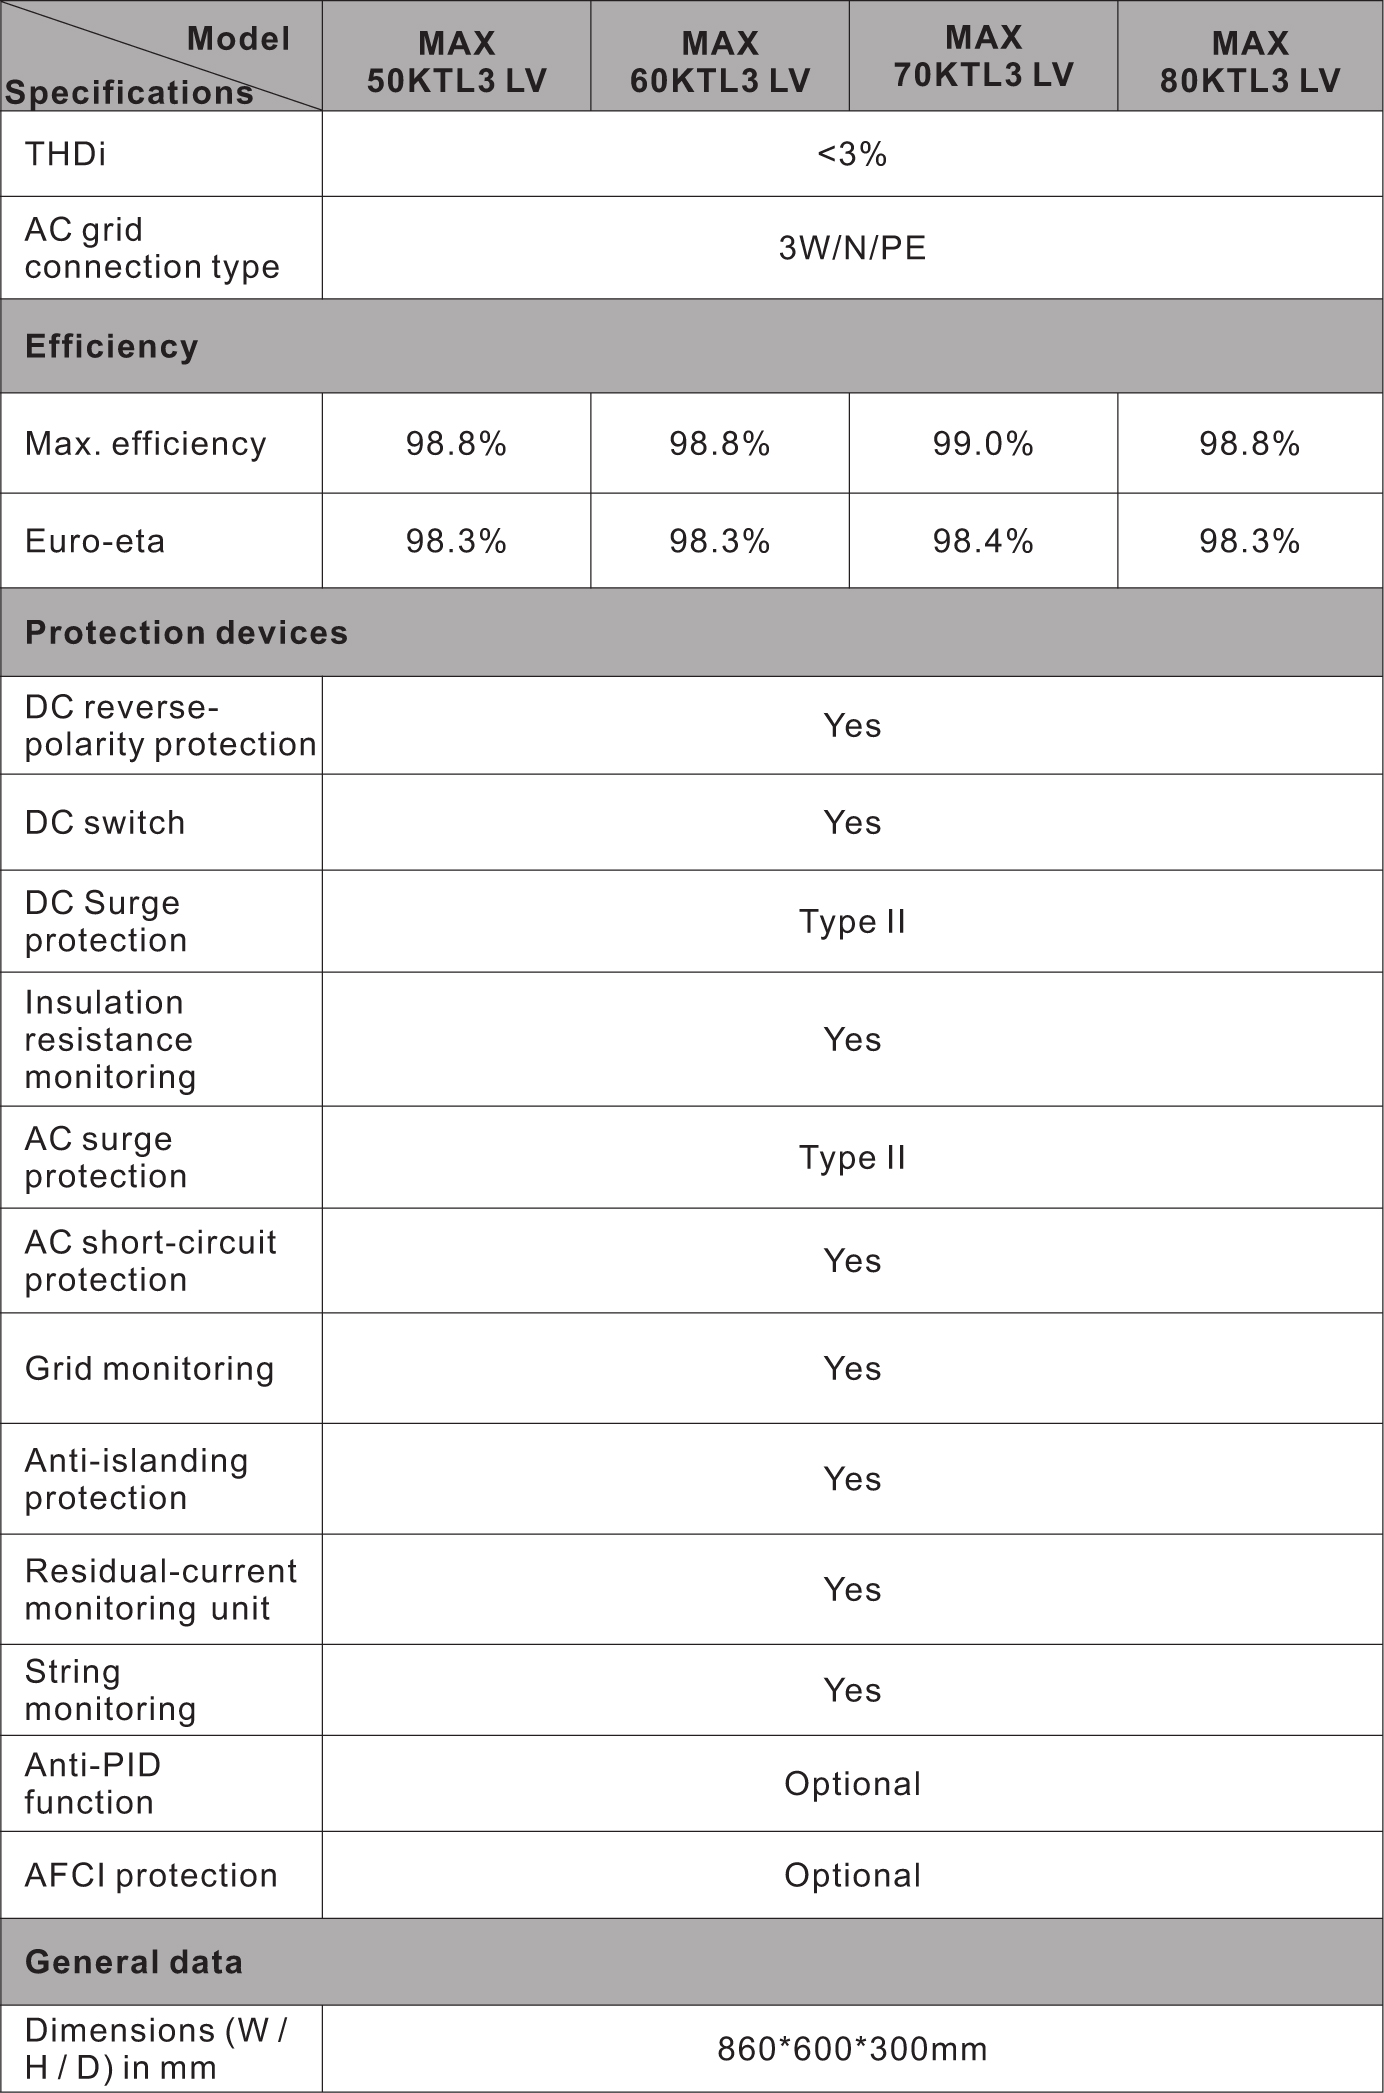 Model
Specifications
MAX
50KTL3 LV
MAX
60KTL3 LV
MAX
70KTL3 LV
MAX
80KTL3 LV
THDi
<3%
AC grid
connection type
3W/N/PE
Efficiency
Max. efficiency
98.8%
98.8%
99.0%
98.8%
Euro-eta
98.3%
98.3%
98.4%
98.3%
Protection devices
DC reverse-
polarity protection
Yes
DC switch
Yes
DC Surge
protection
Type II
Insulation
resistance
monitoring
Yes
AC surge
protection
Type II
AC short-circuit
protection
Yes
Grid monitoring
Yes
Anti-islanding
protection
Yes
Residual-current
monitoring unit
Yes
String
monitoring
Yes
Anti-PID
function
Optional
AFCI protection
Optional
General data
Dimensions (W /
H / D) in mm
860*600*300mm